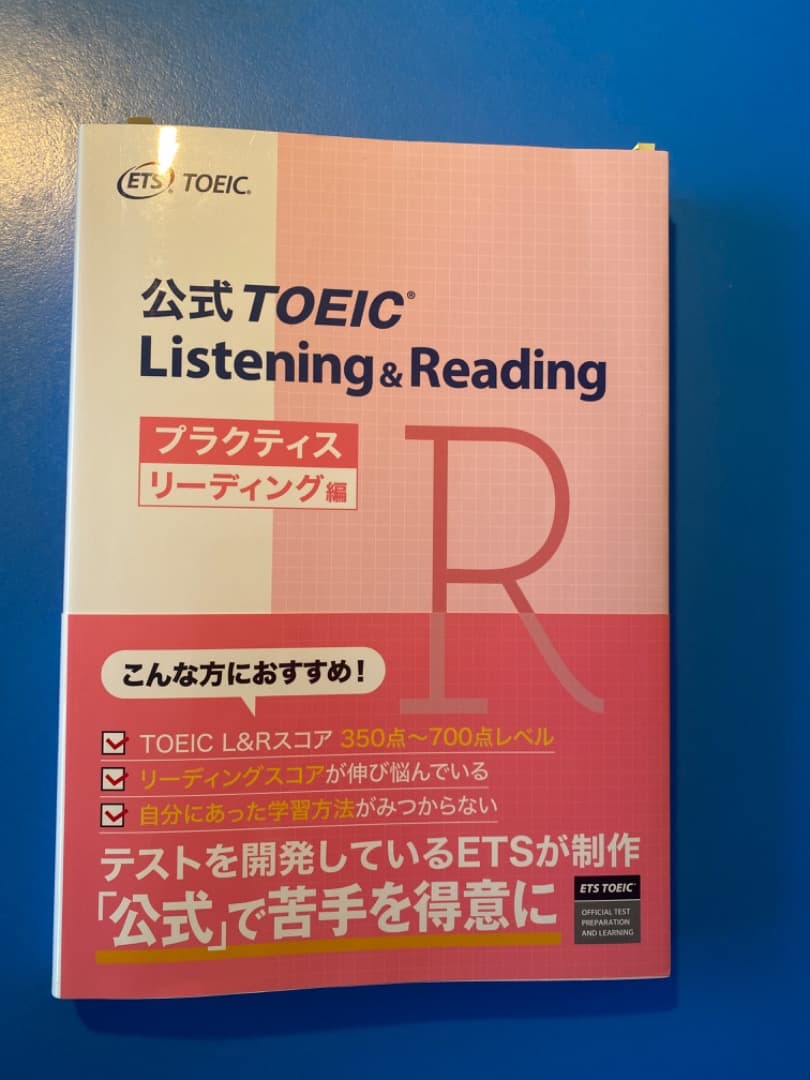 ETS® TOEIC®
公式 TOEIC®
Listening & Reading
プラクティス
リーディング編
R
こんな方におすすめ!
TOEIC L&Rスコア 350点〜700点レベル
リーディングスコアが伸び悩んでいる
自分にあった学習方法がみつからない
テストを開発しているETSが制作
「公式」で苦手を得意に
ETS TOEIC®
OFFICIAL TEST
PREPARATION
AND LEARNING